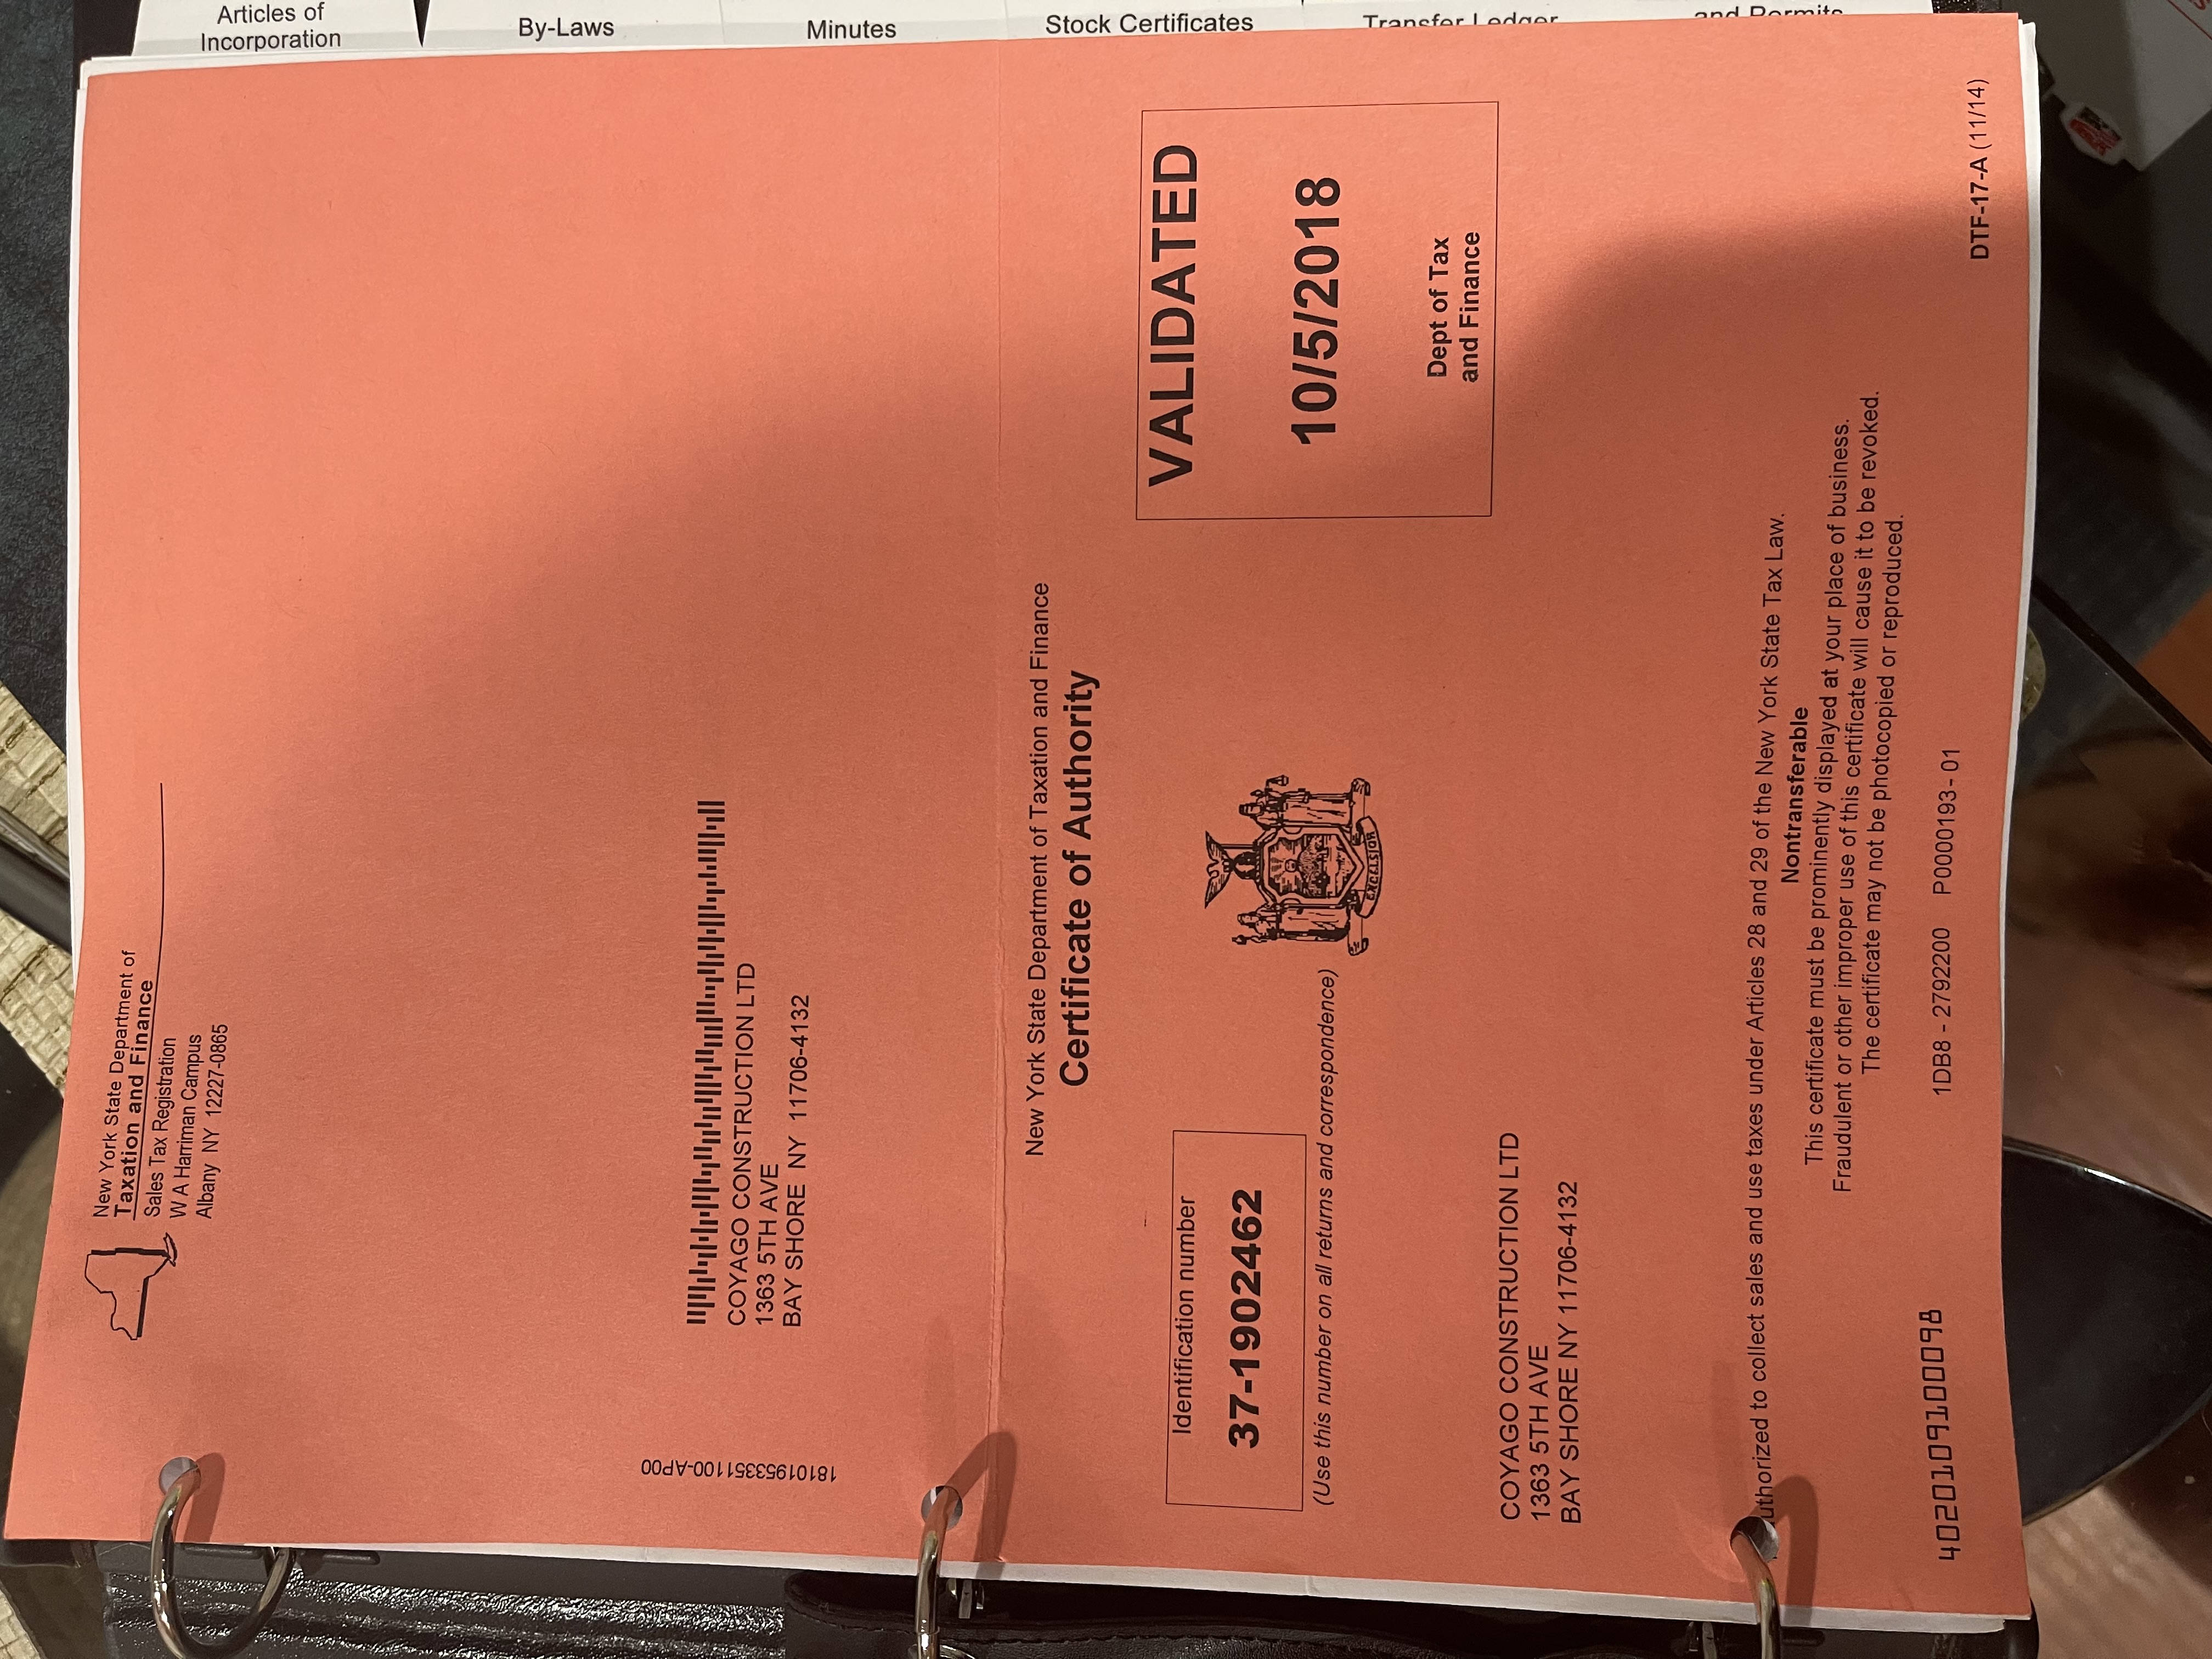 New York State Department of
Taxation and Finance
Sales Tax Registration
W A Harriman Campus
Albany NY 12227-0865
18101953351100-AP00
COYAGO CONSTRUCTION LTD
1363 5TH AVE
BAY SHORE NY 11706-4132
New York State Department of Taxation and Finance
Certificate of Authority
Identification number
37-1902462
(Use this number on all returns and correspondence)
EXCELSIOR
VALIDATED
10/5/2018
Dept of Tax
and Finance
COYAGO CONSTRUCTION LTD
1363 5TH AVE
BAY SHORE NY 11706-4132
uthorized to collect sales and use taxes under Articles 28 and 29 of the New York State Tax Law.
Nontransferable
This certificate must be prominently displayed at your place of business.
Fraudulent or other improper use of this certificate will cause it to be revoked.
The certificate may not be photocopied or reproduced.
4020109100098
1DB8 - 2792200 P0000193-01
DTF-17-A (11/14)
Articles of
Incorporation
By-Laws
Minutes
Stock Certificates
Transfer Ledger
and Permits